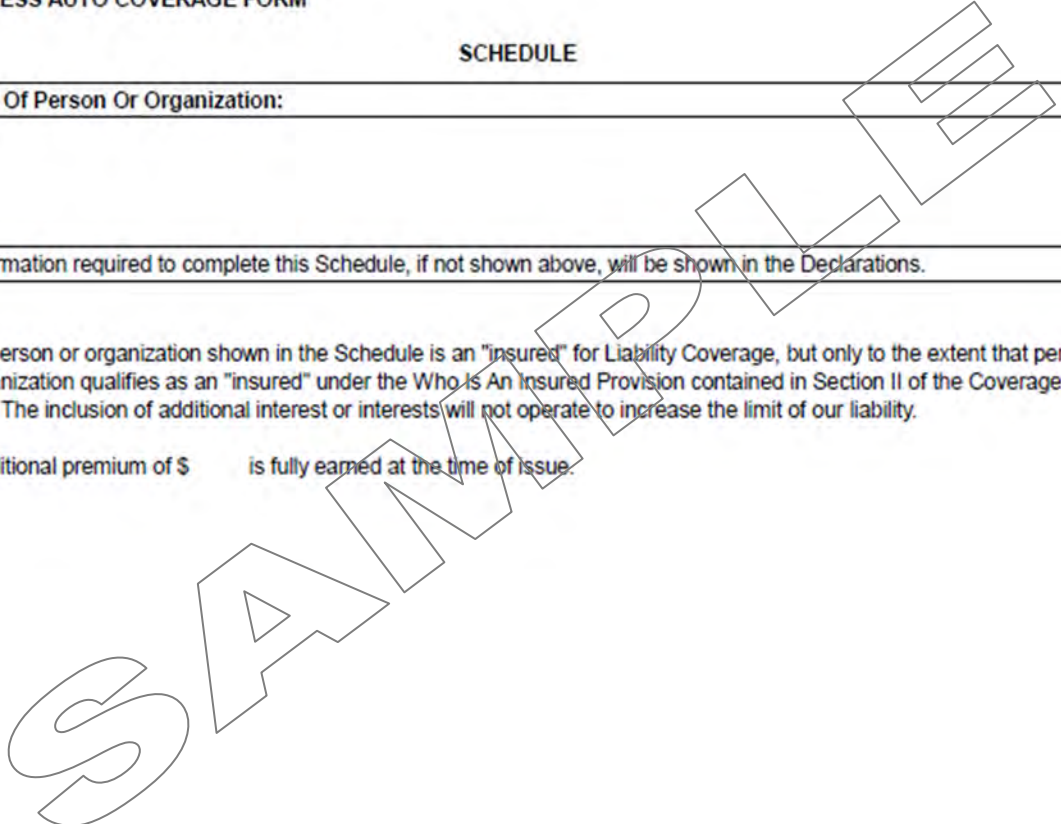 ESS AUTO COVERAGE FORM
SCHEDULE
Of Person Or Organization:
rmation required to complete this Schedule, if not shown above, will be shown in the Declarations.
erson or organization shown in the Schedule is an "insured" for Liability Coverage, but only to the extent that per
nization qualifies as an "insured" under the Who Is An Insured Provision contained in Section II of the Coverage
The inclusion of additional interest or interests will not operate to increase the limit of our liability.
itional premium of $ is fully earned at the time of issue.
SAMPLE